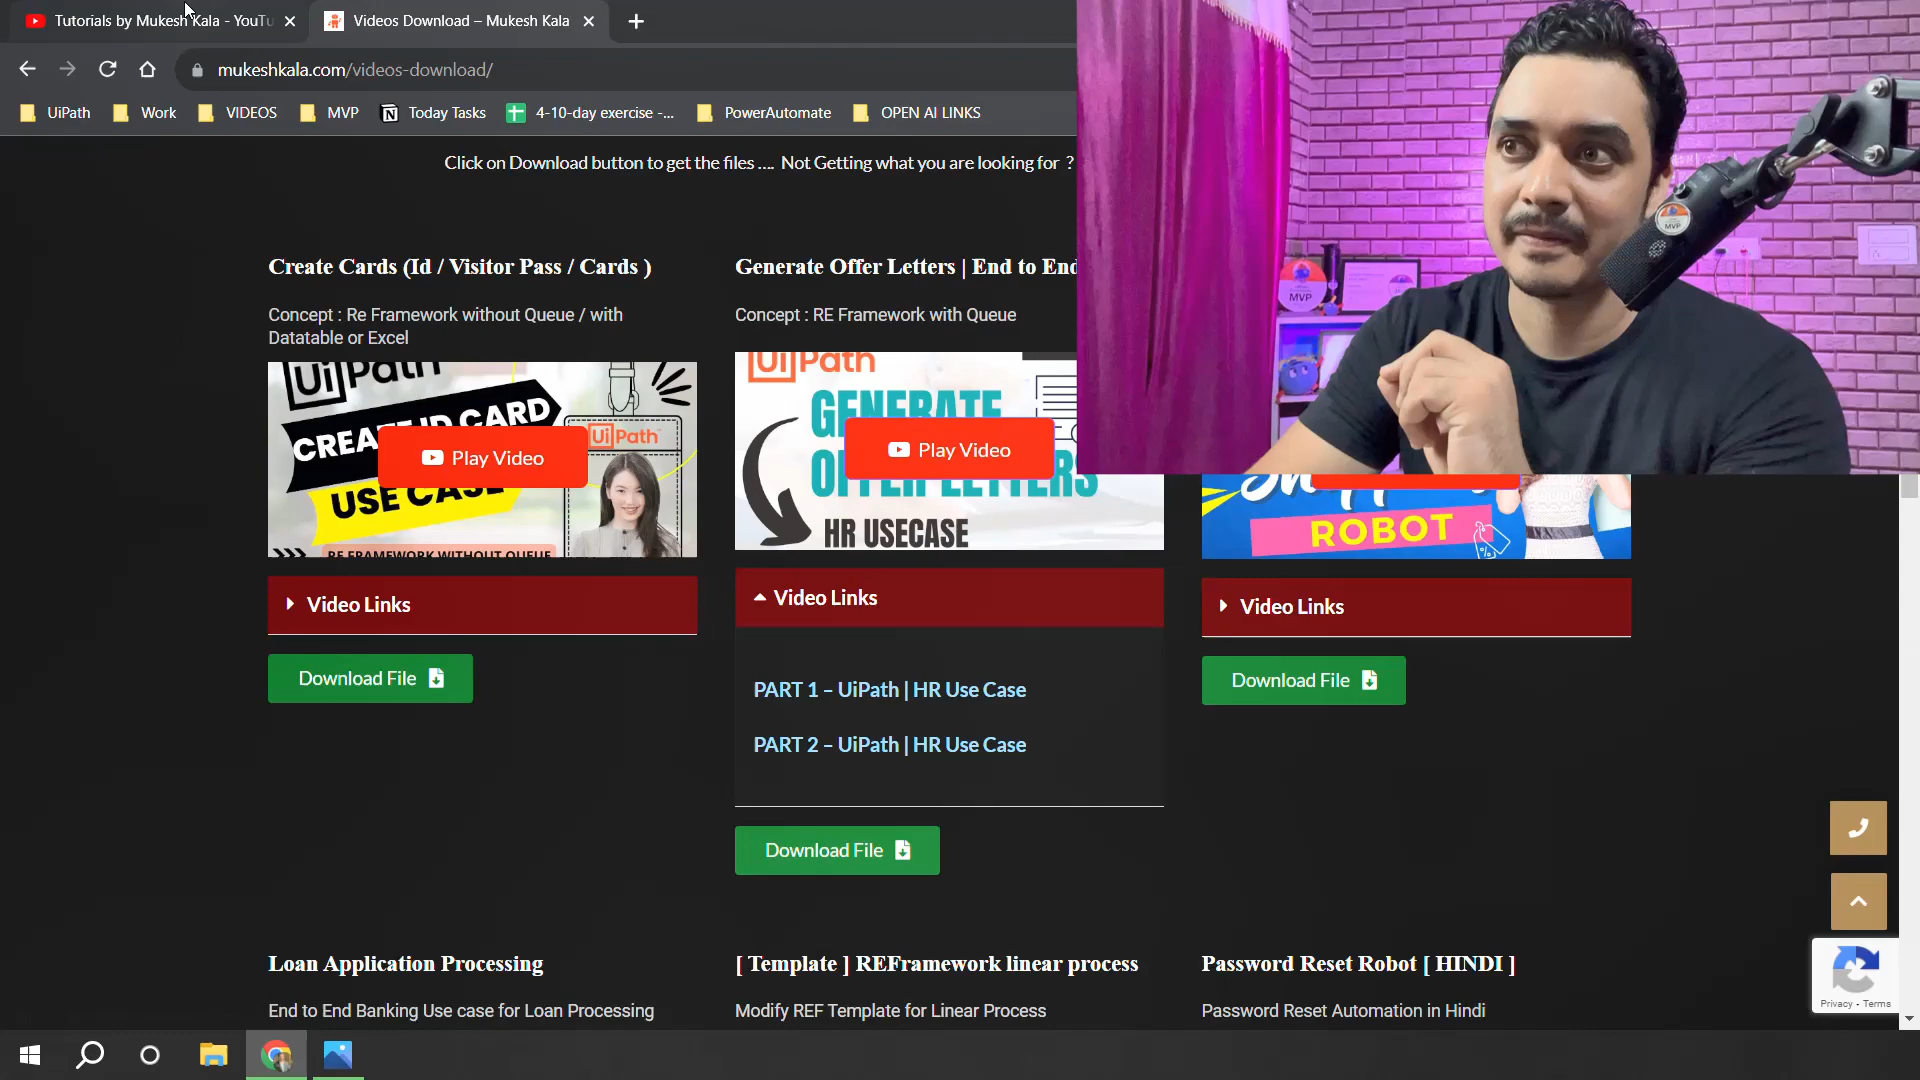 Tutorials by Mukesh Kala - YouTu
Videos Download – Mukesh Kala
mukeshkala.com/videos-download/
UiPath
Work
VIDEOS
MVP
Today Tasks
4-10-day exercise -...
PowerAutomate
OPEN AI LINKS
Click on Download button to get the files .... Not Getting what you are looking for ?
Create Cards (Id / Visitor Pass / Cards )
Concept : Re Framework without Queue / with
Datatable or Excel
UiPath
CREATE ID CARD
USE CASE
UiPath
RE FRAMEWORK WITHOUT QUEUE
Play Video
Video Links
Download File
Generate Offer Letters | End to End
Concept : RE Framework with Queue
UiPath
GENERATE
OFFER LETTERS
HR USECASE
Play Video
Video Links
PART 1 – UiPath | HR Use Case
PART 2 – UiPath | HR Use Case
Download File
MVP
MVP
ROBOT
Video Links
Download File
Loan Application Processing
End to End Banking Use case for Loan Processing
[ Template ] REFramework linear process
Modify REF Template for Linear Process
Password Reset Robot [ HINDI ]
Password Reset Automation in Hindi
Privacy - Terms